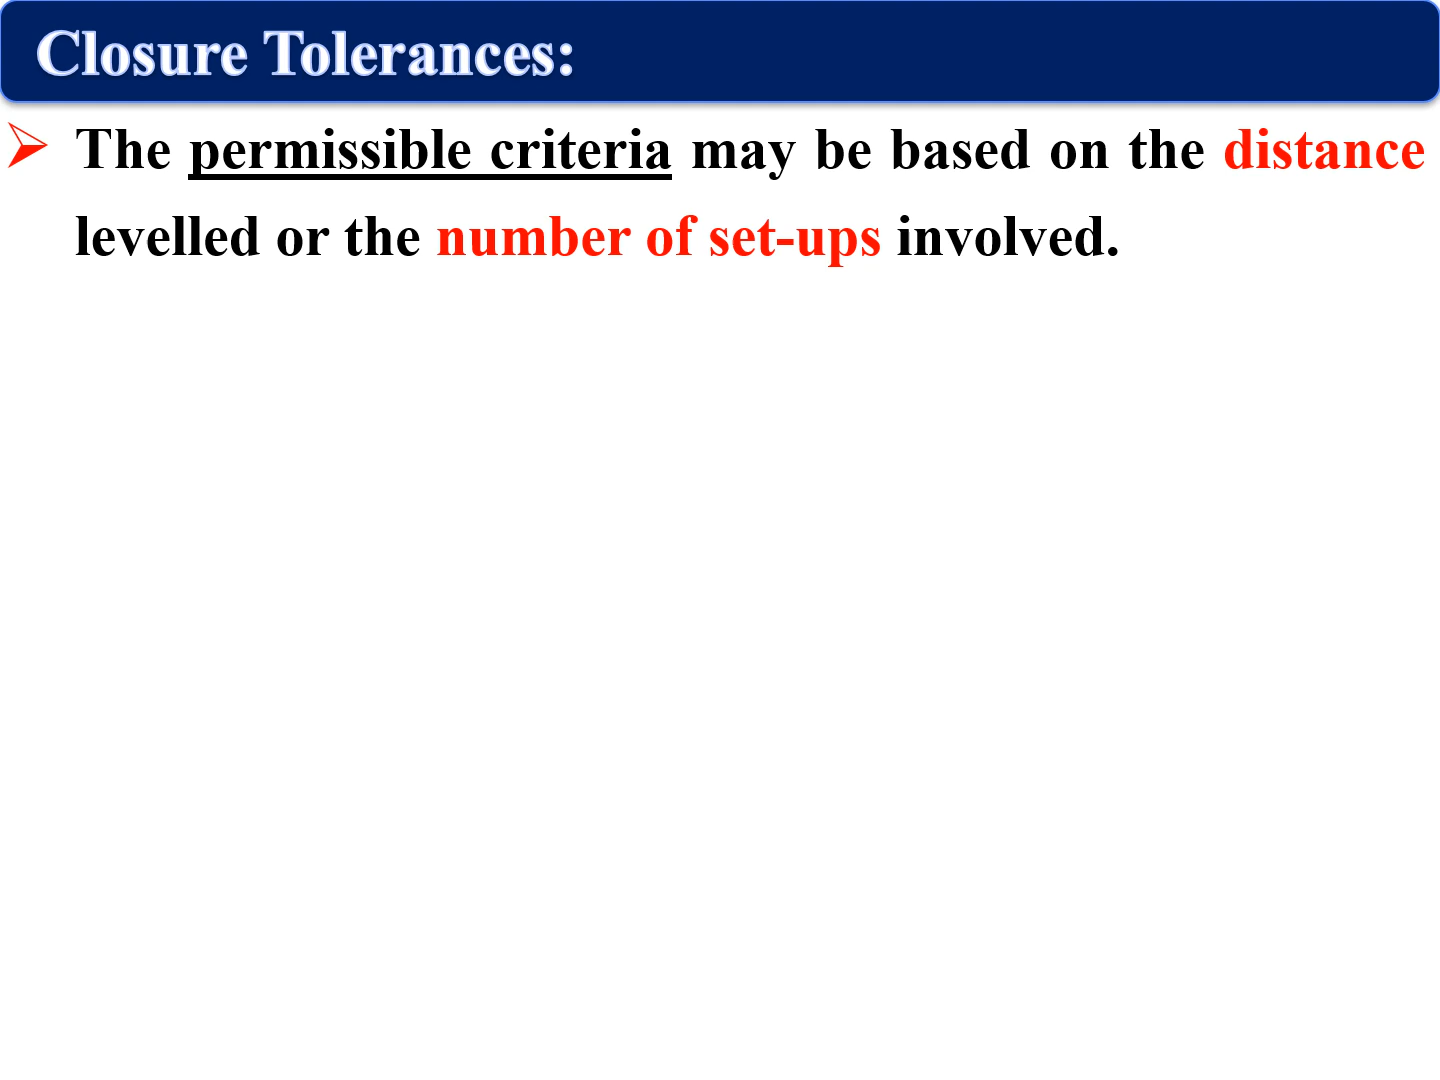 Closure Tolerances:
The permissible criteria may be based on the distance
levelled or the number of set-ups involved.